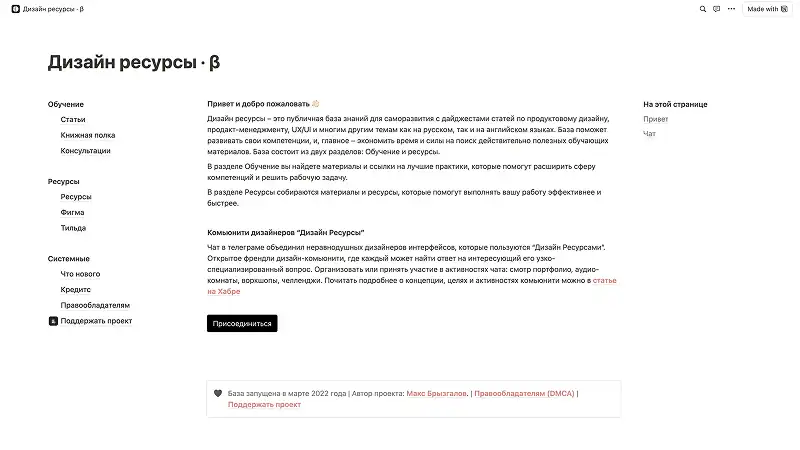 Дизайн ресурсы · β
Made with
Дизайн ресурсы · β
Обучение
Статьи
Книжная полка
Консультации
Ресурсы
Ресурсы
Фигма
Тильда
Системные
Что нового
Кредитс
Правообладателям
Поддержать проект
Привет и добро пожаловать 👋🏻
Дизайн ресурсы – это публичная база знаний для саморазвития с дайджестами статей по продуктовому дизайну,
продакт-менеджменту, UX/UI и многим другим темам как на русском, так и на английском языках. База поможет
развивать свои компетенции, и, главное – экономить время и силы на поиск действительно полезных обучающих
материалов. База состоит из двух разделов: Обучение и ресурсы.
В разделе Обучение вы найдете материалы и ссылки на лучшие практики, которые помогут расширить сферу
компетенций и решить рабочую задачу.
В разделе Ресурсы собираются материалы и ресурсы, которые помогут выполнять вашу работу эффективнее и
быстрее.
Комьюнити дизайнеров “Дизайн Ресурсы”
Чат в телеграме объединил неравнодушных дизайнеров интерфейсов, которые пользуются “Дизайн Ресурсами”.
Открытое френдли дизайн-комьюнити, где каждый может найти ответ на интересующий его узко-
специализированный вопрос. Организовать или принять участие в активностях чата: смотр портфолио, аудио-
комнаты, воркшопы, челленджи. Почитать подробнее о концепции, целях и активностях комьюнити можно в статье
на Хабре
Присоединиться
База запущена в марте 2022 года | Автор проекта: Макс Брызгалов. | Правообладателям (DMCA) |
Поддержать проект
На этой странице
Привет
Чат